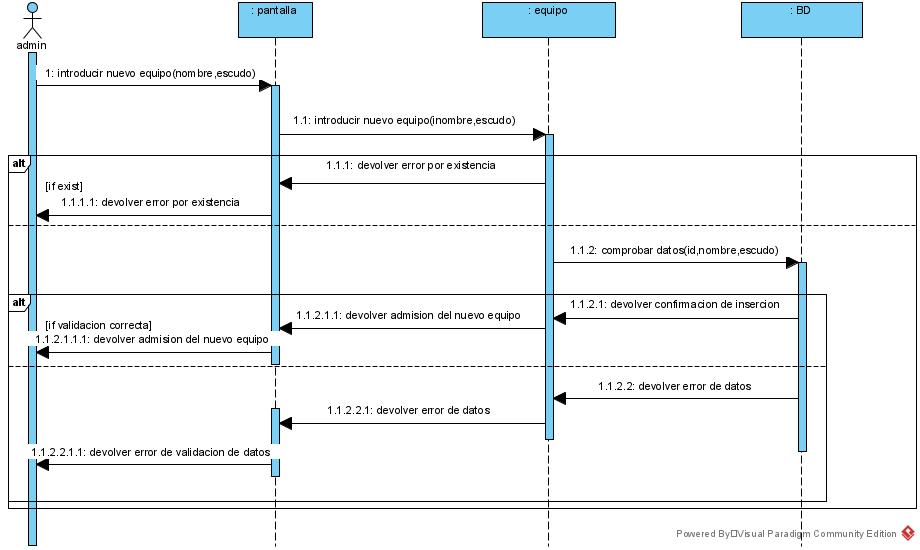 : pantalla
: equipo
: BD
admin
1: introducir nuevo equipo(nombre,escudo)
1.1: introducir nuevo equipo(inombre,escudo)
alt
1.1.1: devolver error por existencia
[if exist]
1.1.1.1: devolver error por existencia
1.1.2: comprobar datos(id,nombre,escudo)
alt
1.1.2.1: devolver confirmacion de insercion
1.1.2.1.1: devolver admision del nuevo equipo
[if validacion correcta]
1.1.2.1.1.1: devolver admision del nuevo equipo
1.1.2.2: devolver error de datos
1.1.2.2.1: devolver error de datos
1.1.2.2.1.1: devolver error de validacion de datos
Powered By Visual Paradigm Community Edition